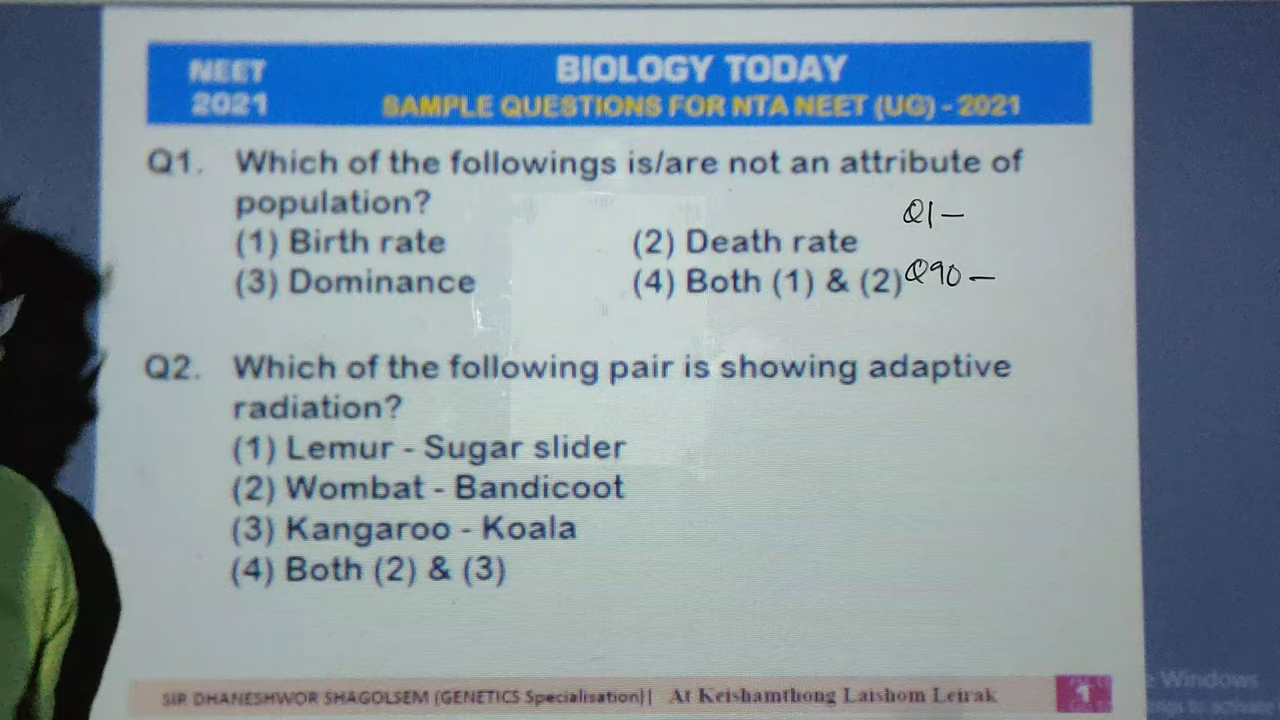 NEET
2021
BIOLOGY TODAY
SAMPLE QUESTIONS FOR NTA NEET (UG) - 2021
Q1. Which of the followings is/are not an attribute of
population?
(1) Birth rate (2) Death rate
(3) Dominance (4) Both (1) & (2)
Q1 –
Q90 –
Q2. Which of the following pair is showing adaptive
radiation?
(1) Lemur - Sugar slider
(2) Wombat - Bandicoot
(3) Kangaroo - Koala
(4) Both (2) & (3)
SIR DHANESHWOR SHAGOLSEM (GENETICS Specialisation)|| At Keishamthong Laishom Leirak
1
Windows